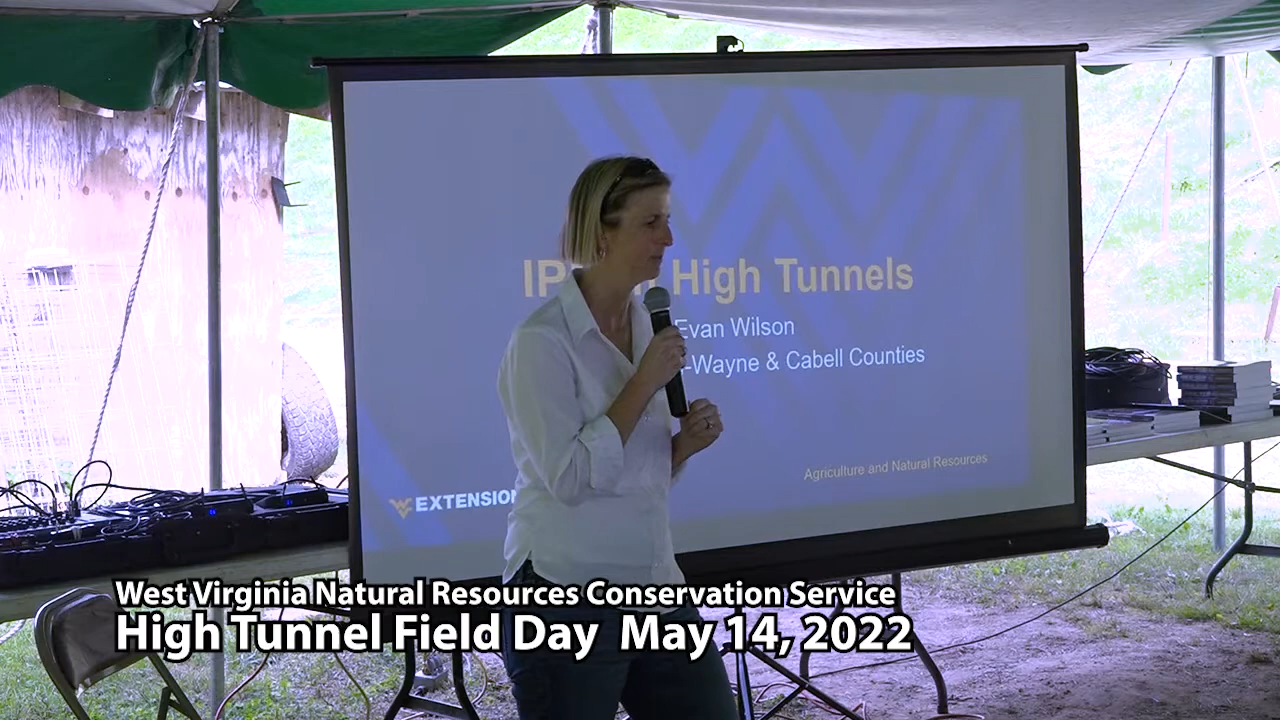 High Tunnels
Evan Wilson
-Wayne & Cabell Counties
Agriculture and Natural Resources
EXTENSION
West Virginia Natural Resources Conservation Service
High Tunnel Field Day May 14, 2022